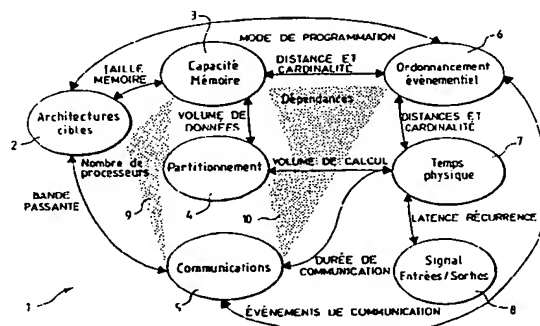 3
MODE DE PROGRAMMATION
6
TAILLE
MÉMOIRE
Capacité
Mémoire
DISTANCE ET
CARDINALITÉ
Ordonnancement
évènementiel
Dépendances
Architectures
cibles
VOLUME DE
DONNÉES
DISTANCES ET
CARDINALITÉ
2
Nombre de
processeurs
Partitionnement
VOLUME DE CALCUL
Temps
physique
7
BANDE
PASSANTE
9
4
10
LATENCE RÉCURRENCE
Communications
DURÉE DE
COMMUNICATION
Signal
Entrées/Sorties
1
5
ÉVÉNEMENTS DE COMMUNICATION
8